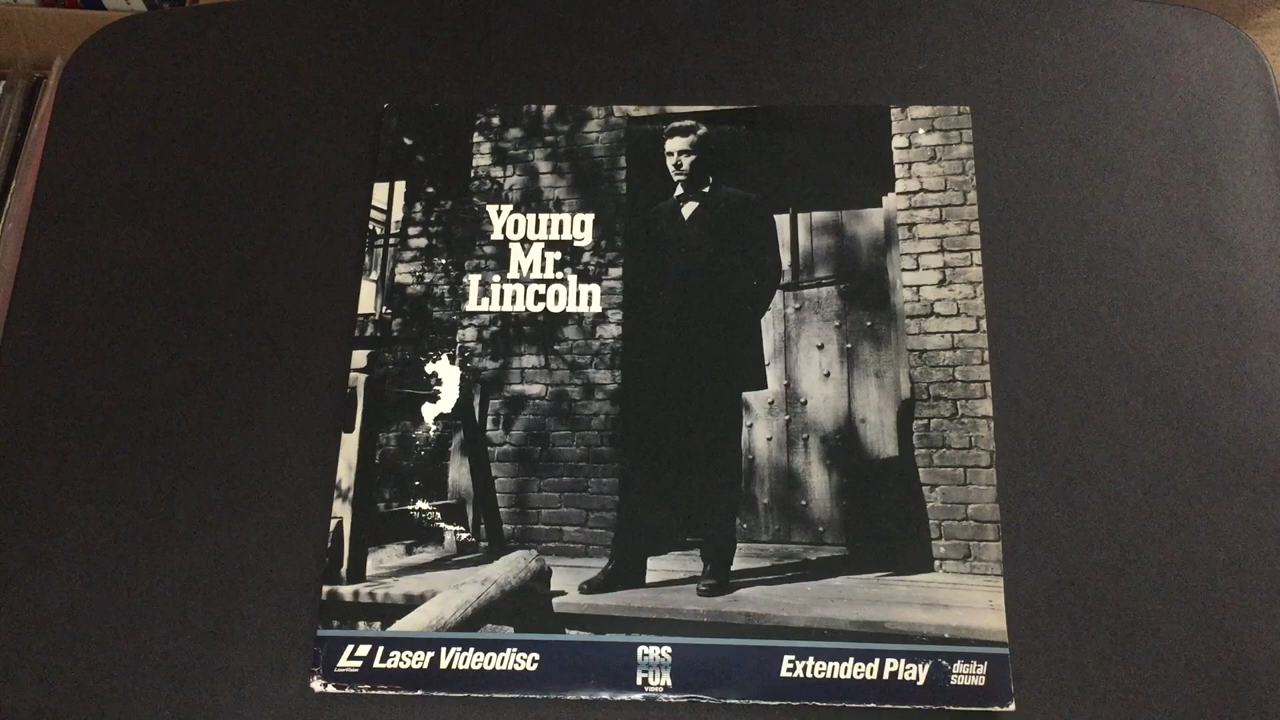 Young
Mr.
Lincoln
LaserVision
Laser Videodisc
CBS
FOX
VIDEO
Extended Play
digital
SOUND